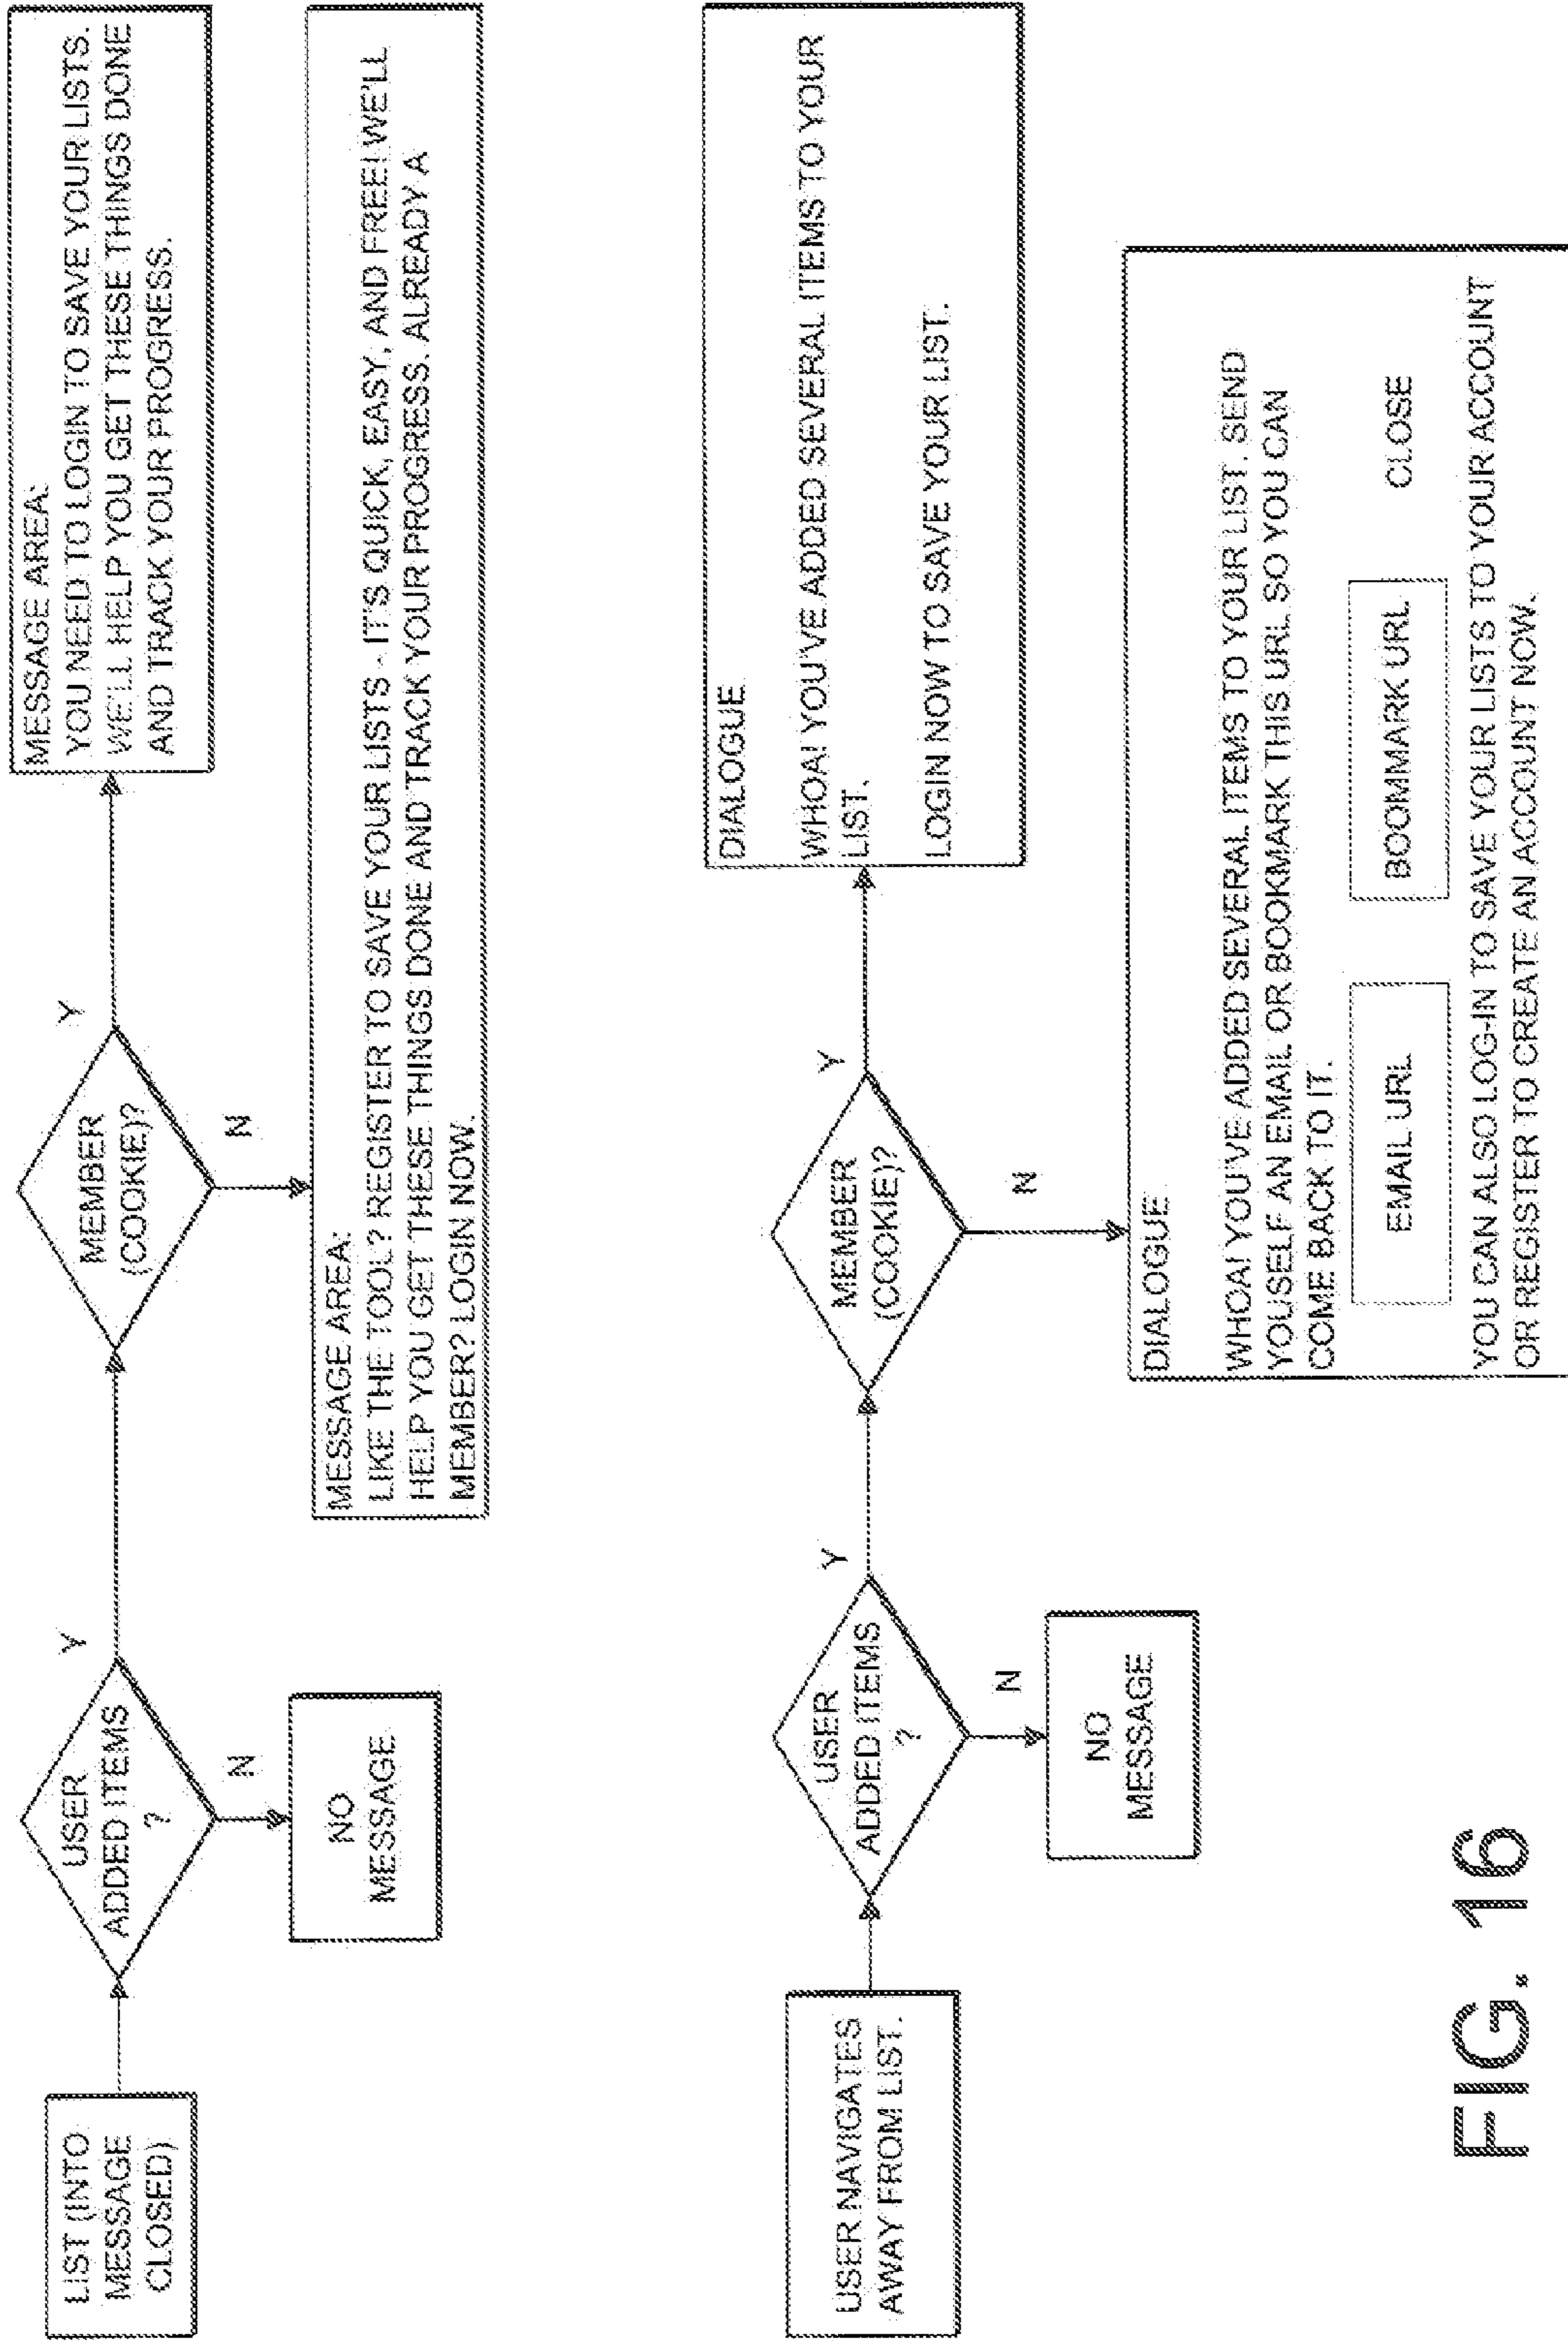 LIST (INTO
MESSAGE
CLOSED)
USER
ADDED ITEMS
?
Y
N
NO
MESSAGE
MEMBER
(COOKIE)?
Y
N
MESSAGE AREA:
YOU NEED TO LOGIN TO SAVE YOUR LISTS.
WE'LL HELP YOU GET THESE THINGS DONE
AND TRACK YOUR PROGRESS.
MESSAGE AREA:
LIKE THE TOOL? REGISTER TO SAVE YOUR LISTS - IT'S QUICK, EASY, AND FREE! WE'LL
HELP YOU GET THESE THINGS DONE AND TRACK YOUR PROGRESS. ALREADY A
MEMBER? LOGIN NOW.
USER NAVIGATES
AWAY FROM LIST.
USER
ADDED ITEMS
?
Y
N
NO
MESSAGE
MEMBER
(COOKIE)?
Y
N
DIALOGUE
WHOA! YOU'VE ADDED SEVERAL ITEMS TO YOUR
LIST.
LOGIN NOW TO SAVE YOUR LIST.
DIALOGUE
WHOA! YOU'VE ADDED SEVERAL ITEMS TO YOUR LIST. SEND
YOUSELF AN EMAIL OR BOOKMARK THIS URL SO YOU CAN
COME BACK TO IT.
EMAIL URL
BOOMMARK URL
CLOSE
YOU CAN ALSO LOG-IN TO SAVE YOUR LISTS TO YOUR ACCOUNT
OR REGISTER TO CREATE AN ACCOUNT NOW.
FIG. 16